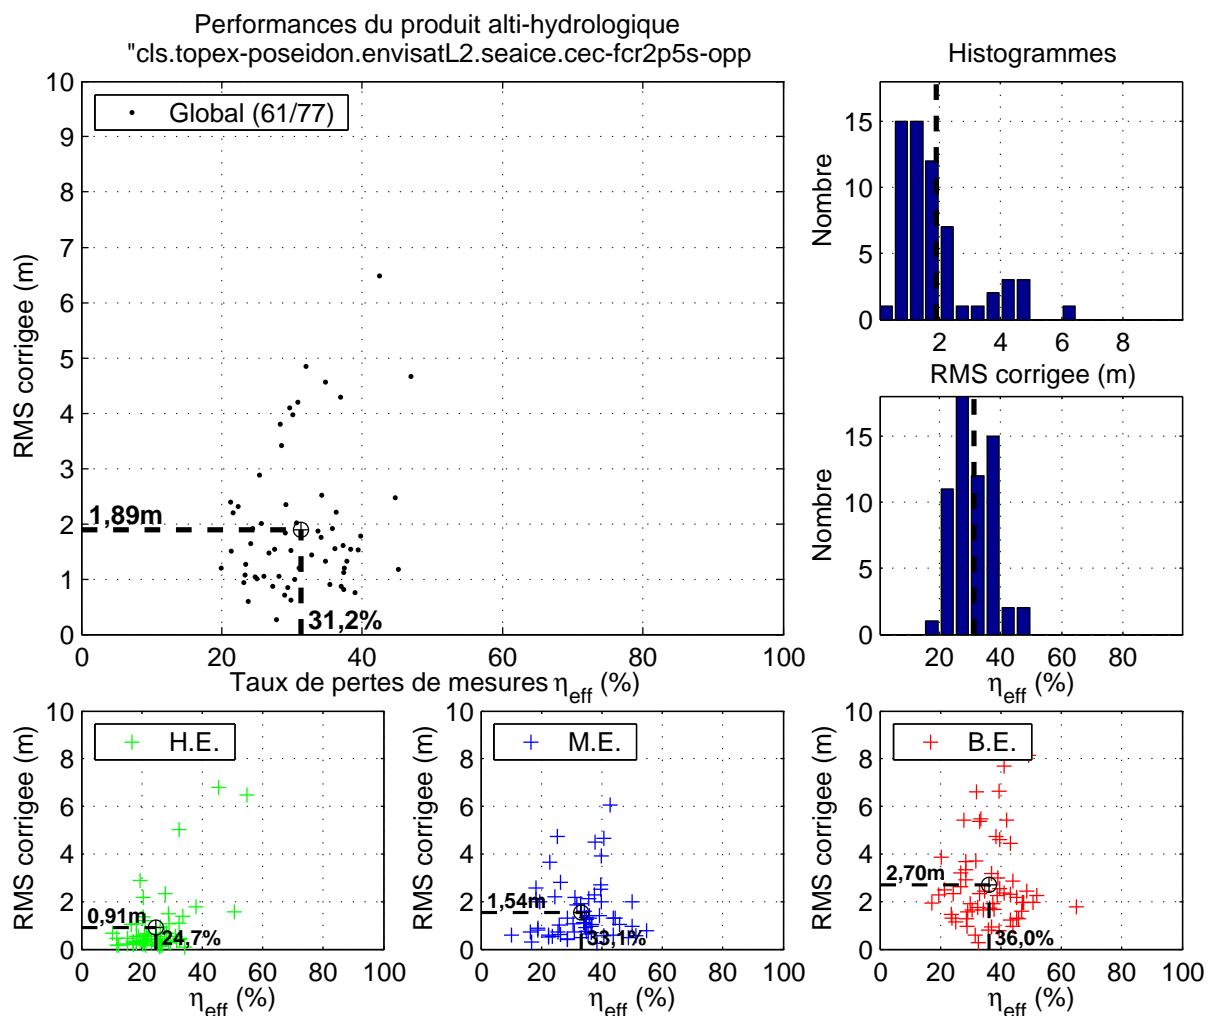 Performances du produit alti-hydrologique
"cls.topex-poseidon.envisatL2.seaice.cec-fcr2p5s-opp
Histogrammes
10
9
8
7
6
5
4
3
2
1
0
RMS corrigee (m)
Global (61/77)
1,89m
31,2%
0 20 40 60 80 100
Taux de pertes de mesures ηeff (%)
15
10
5
0
Nombre
2 4 6 8
RMS corrigee (m)
15
10
5
0
Nombre
20 40 60 80
ηeff (%)
10
8
6
4
2
0
RMS corrigee (m)
H.E.
0,91m
24,7%
0 20 40 60 80 100
ηeff (%)
10
8
6
4
2
0
RMS corrigee (m)
M.E.
1,54m
33,1%
0 20 40 60 80 100
ηeff (%)
10
8
6
4
2
0
RMS corrigee (m)
B.E.
2,70m
36,0%
0 20 40 60 80 100
ηeff (%)